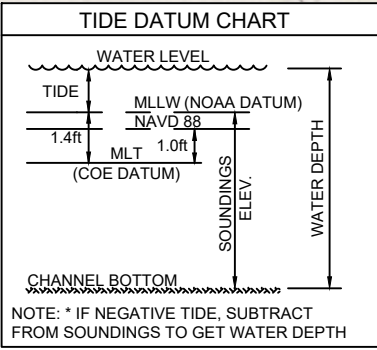 TIDE DATUM CHART
WATER LEVEL
TIDE
MLLW (NOAA DATUM)
NAVD 88
1.4ft
1.0ft
MLT
(COE DATUM)
SOUNDINGS
ELEV.
WATER DEPTH
CHANNEL BOTTOM
NOTE: * IF NEGATIVE TIDE, SUBTRACT
FROM SOUNDINGS TO GET WATER DEPTH